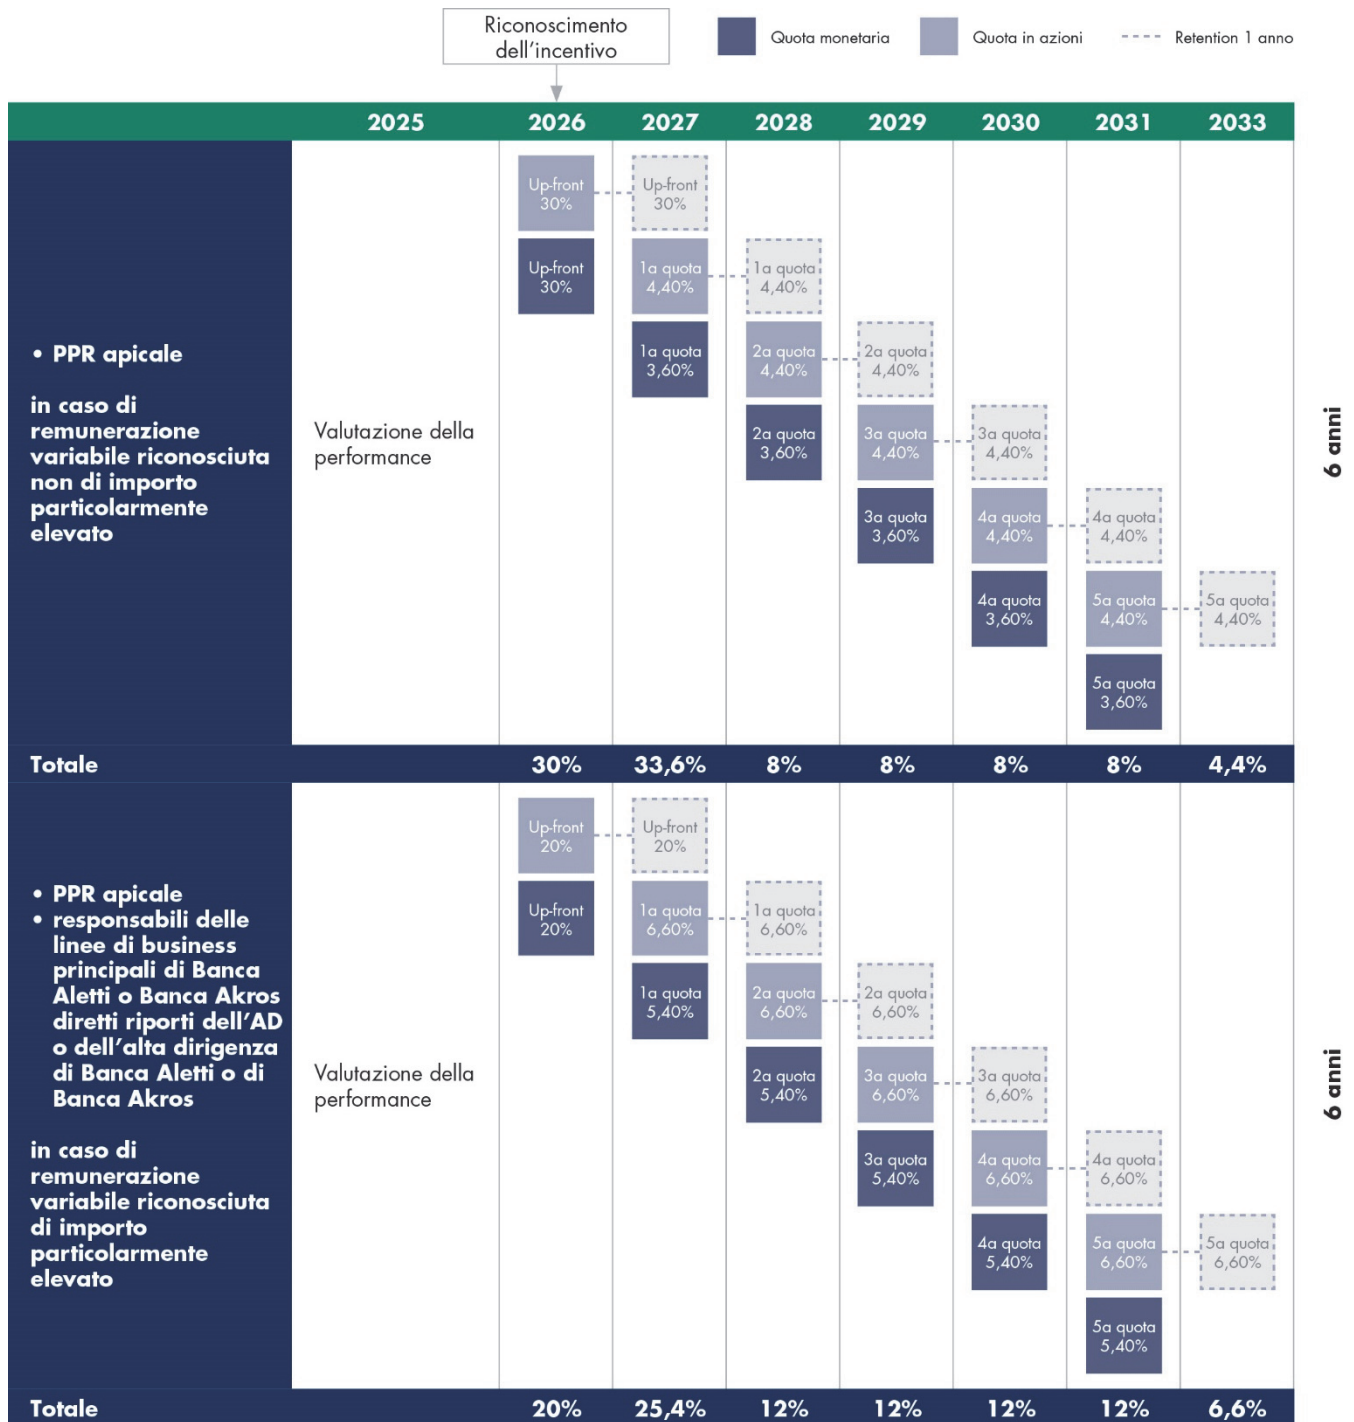 Riconoscimento
dell'incentivo
Quota monetaria
Quota in azioni
Retention 1 anno
2025 2026 2027 2028 2029 2030 2031 2033
• PPR apicale
in caso di
remunerazione
variabile riconosciuta
non di importo
particolarmente
elevato
Valutazione della
performance
Up-front
30%
Up-front
30%
Up-front
30%
1a quota
4,40%
1a quota
4,40%
1a quota
3,60%
2a quota
4,40%
2a quota
4,40%
2a quota
3,60%
3a quota
4,40%
3a quota
4,40%
3a quota
3,60%
4a quota
4,40%
4a quota
4,40%
4a quota
3,60%
5a quota
4,40%
5a quota
4,40%
5a quota
3,60%
6 anni
Totale 30% 33,6% 8% 8% 8% 8% 4,4%
• PPR apicale
• responsabili delle
linee di business
principali di Banca
Aletti o Banca Akros
diretti riporti dell'AD
o dell'alta dirigenza
di Banca Aletti o di
Banca Akros
in caso di
remunerazione
variabile riconosciuta
di importo
particolarmente
elevato
Valutazione della
performance
Up-front
20%
Up-front
20%
Up-front
20%
1a quota
6,60%
1a quota
6,60%
1a quota
5,40%
2a quota
6,60%
2a quota
6,60%
2a quota
5,40%
3a quota
6,60%
3a quota
6,60%
3a quota
5,40%
4a quota
6,60%
4a quota
6,60%
4a quota
5,40%
5a quota
6,60%
5a quota
6,60%
5a quota
5,40%
6 anni
Totale 20% 25,4% 12% 12% 12% 12% 6,6%